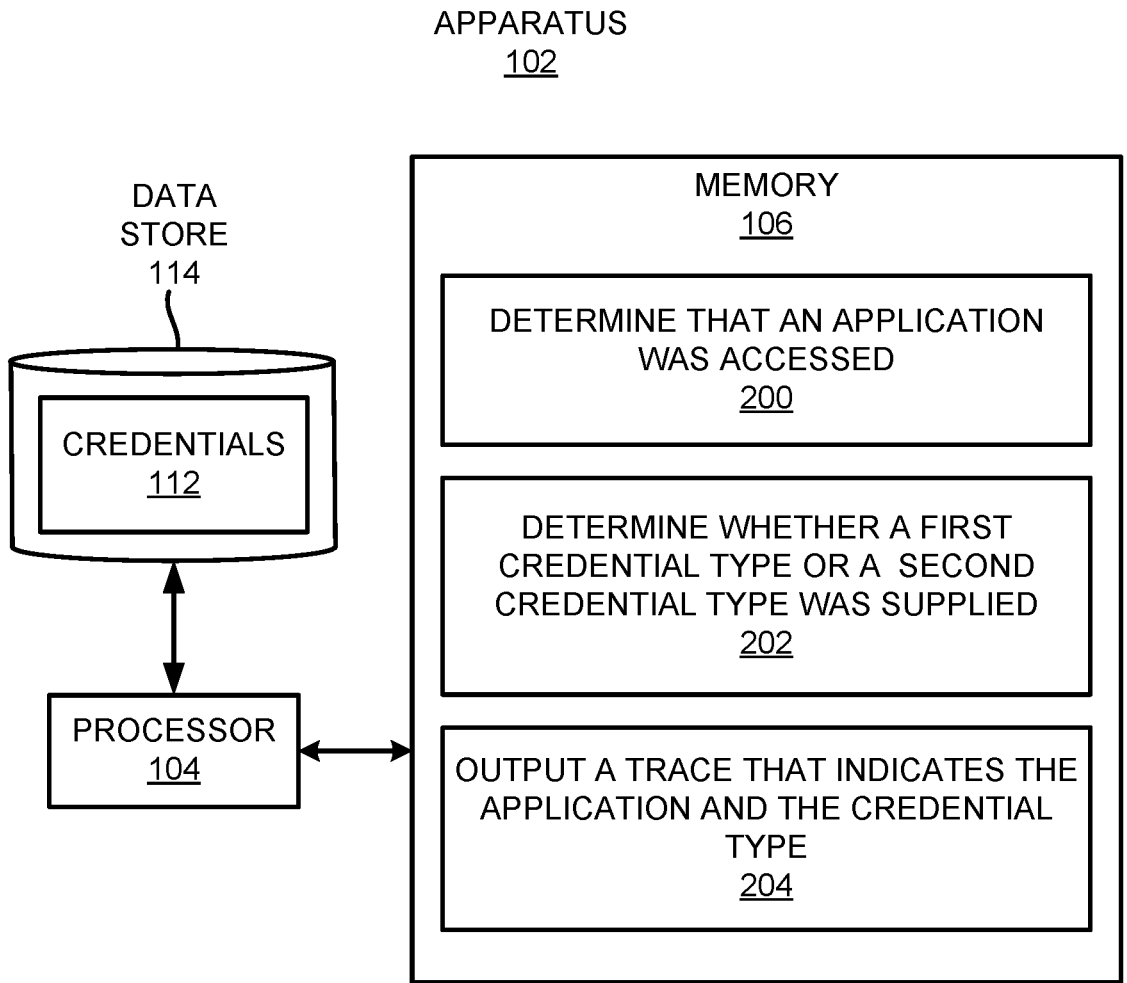 APPARATUS
102
DATA
STORE
114
CREDENTIALS
112
PROCESSOR
104
MEMORY
106
DETERMINE THAT AN APPLICATION
WAS ACCESSED
200
DETERMINE WHETHER A FIRST
CREDENTIAL TYPE OR A SECOND
CREDENTIAL TYPE WAS SUPPLIED
202
OUTPUT A TRACE THAT INDICATES THE
APPLICATION AND THE CREDENTIAL
TYPE
204